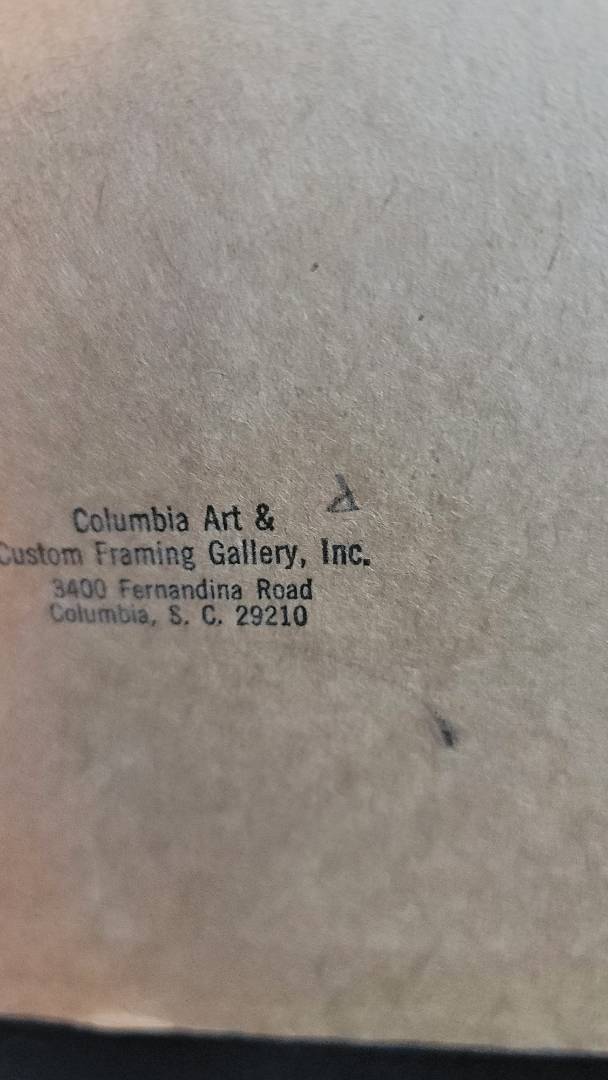 Columbia Art &
Custom Framing Gallery, Inc.
3400 Fernandina Road
Columbia, S. C. 29210